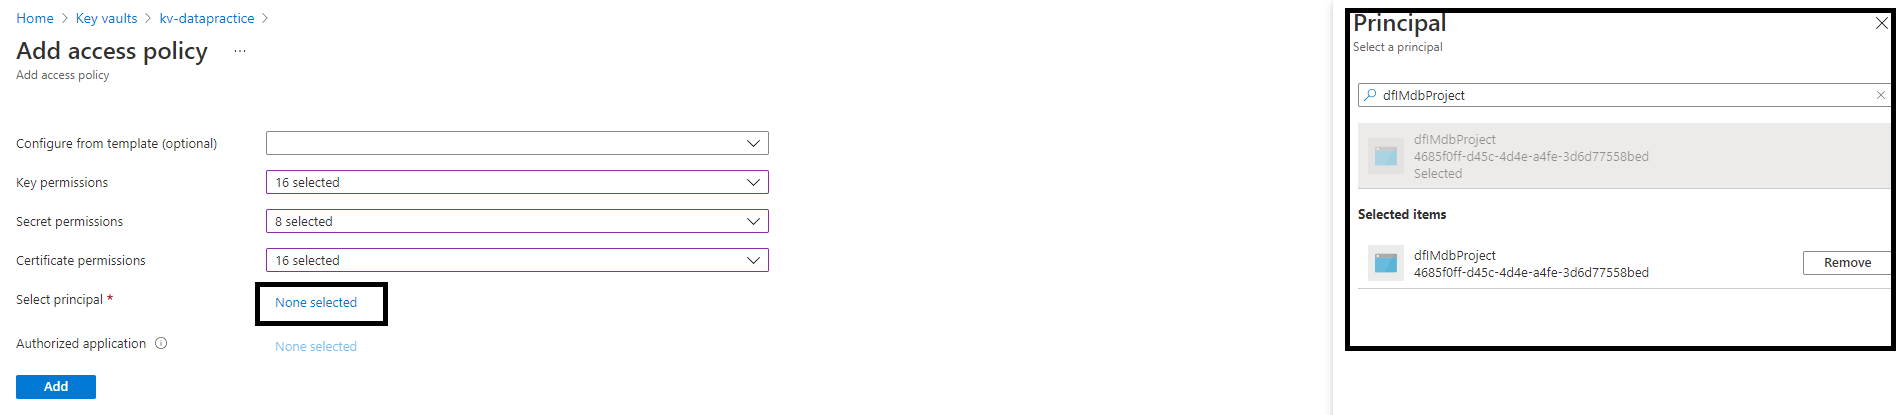 Home > Key vaults > kv-datapractice >
Add access policy ...
Add access policy
Configure from template (optional)
Key permissions 16 selected
Secret permissions 8 selected
Certificate permissions 16 selected
Select principal * None selected
Authorized application None selected
Add
Principal
Select a principal
dfIMdbProject
dfIMdbProject
4685f0ff-d45c-4d4e-a4fe-3d6d77558bed
Selected
Selected items
dfIMdbProject
4685f0ff-d45c-4d4e-a4fe-3d6d77558bed
Remove